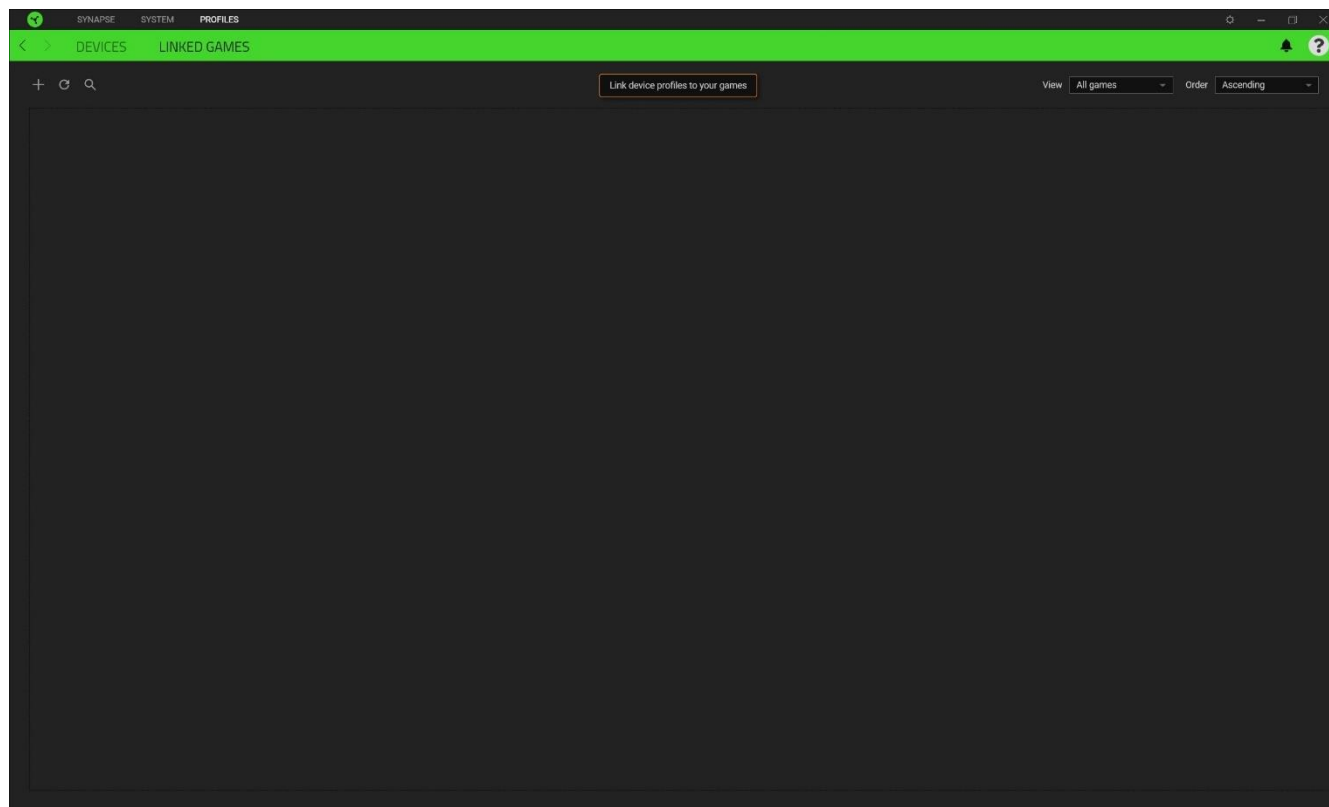 SYNAPSE SYSTEM PROFILES
DEVICES LINKED GAMES ?
Link device profiles to your games View All games Order Ascending